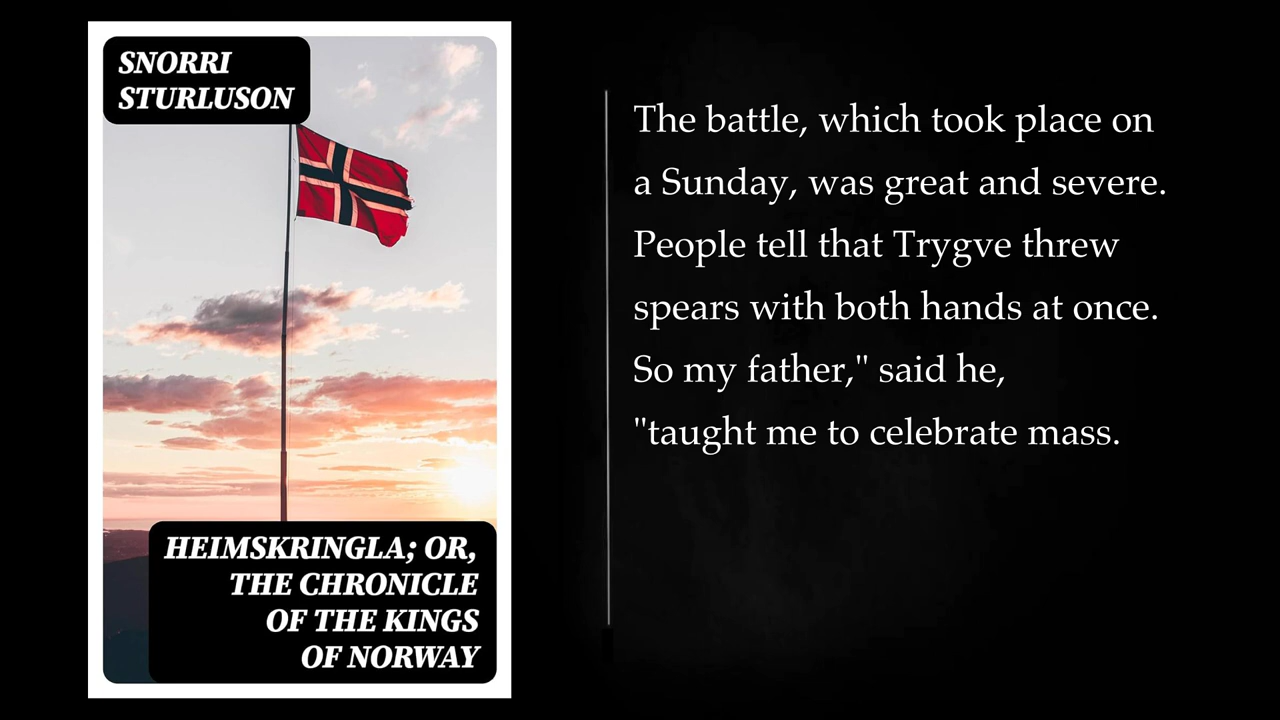 SNORRI
STURLUSON
HEIMSKRINGLA; OR,
THE CHRONICLE
OF THE KINGS
OF NORWAY
The battle, which took place on
a Sunday, was great and severe.
People tell that Trygve threw
spears with both hands at once.
So my father," said he,
"taught me to celebrate mass.